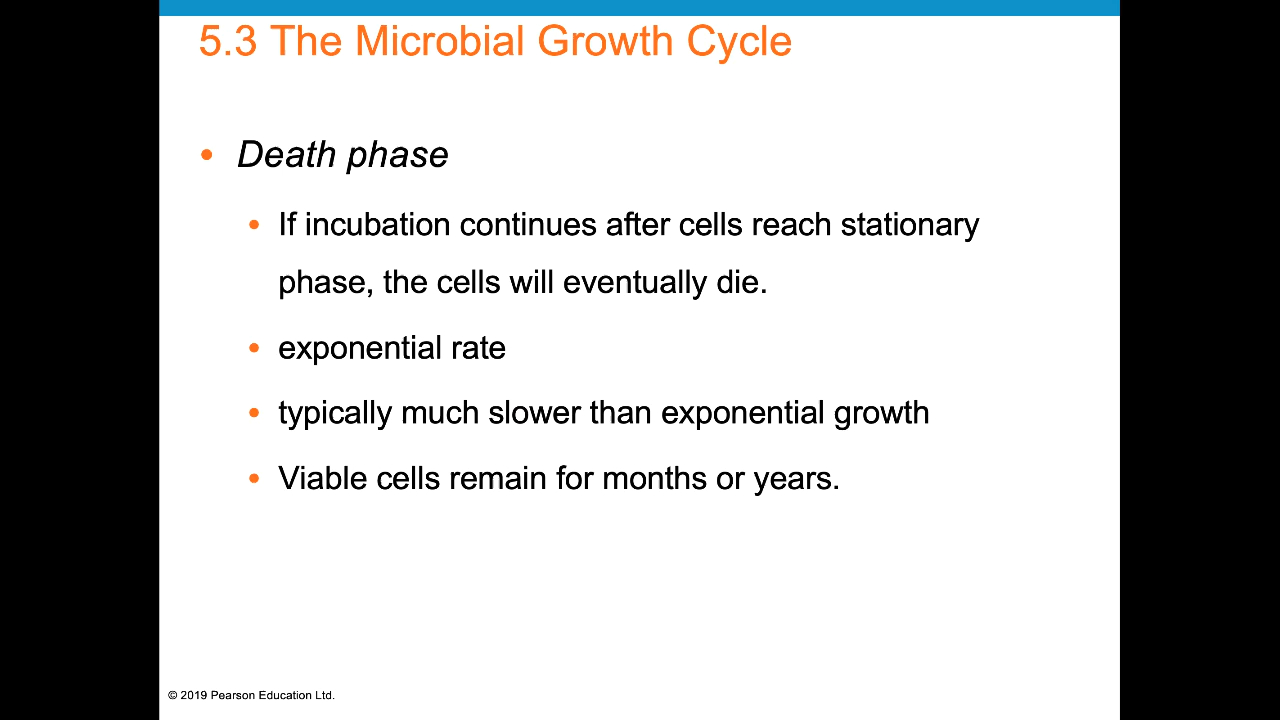 5.3 The Microbial Growth Cycle
• Death phase
• If incubation continues after cells reach stationary
phase, the cells will eventually die.
• exponential rate
• typically much slower than exponential growth
• Viable cells remain for months or years.
© 2019 Pearson Education Ltd.